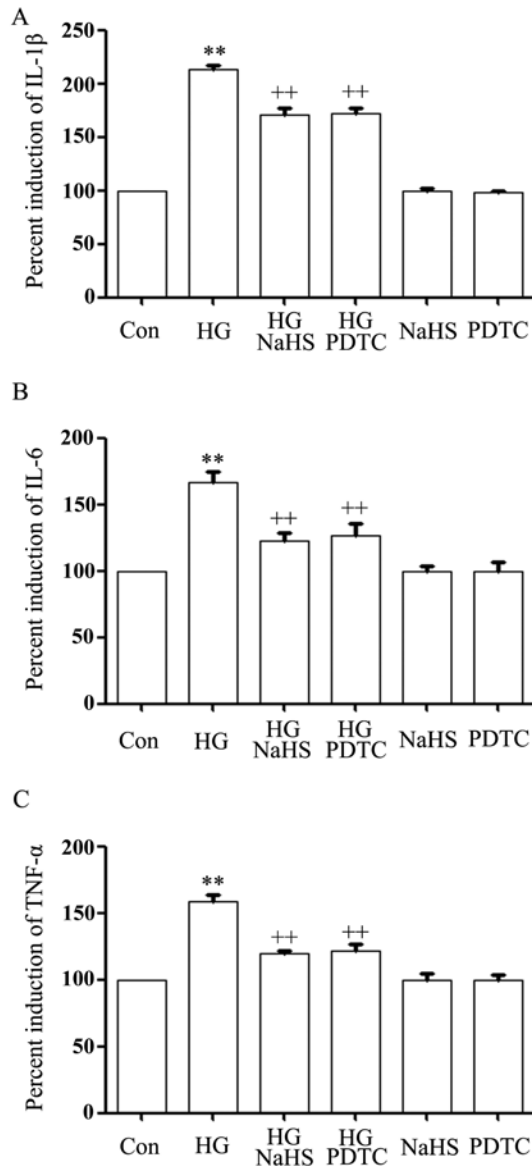 A
Percent induction of IL-1β
250
200
150
100
50
0
**
++
++
Con
HG
HG
NaHS
HG
PDTC
NaHS
PDTC
B
Percent induction of IL-6
200
150
100
50
0
**
++
++
Con
HG
HG
NaHS
HG
PDTC
NaHS
PDTC
C
Percent induction of TNF-α
200
150
100
50
0
**
++
++
Con
HG
HG
NaHS
HG
PDTC
NaHS
PDTC